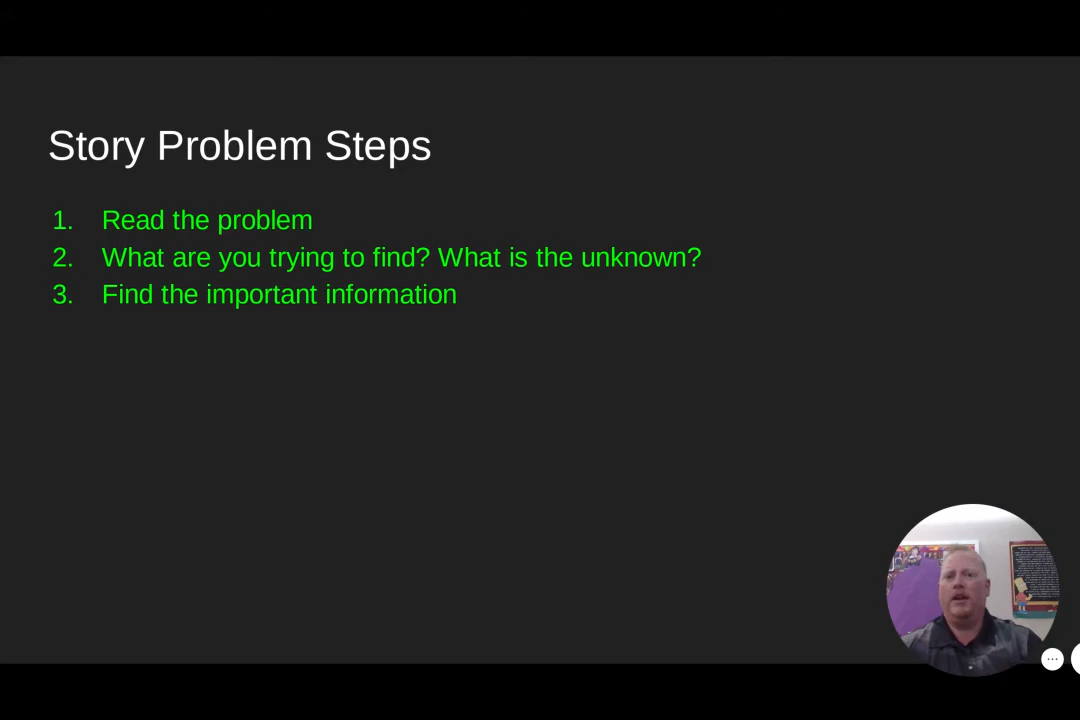 Story Problem Steps
1. Read the problem
2. What are you trying to find? What is the unknown?
3. Find the important information